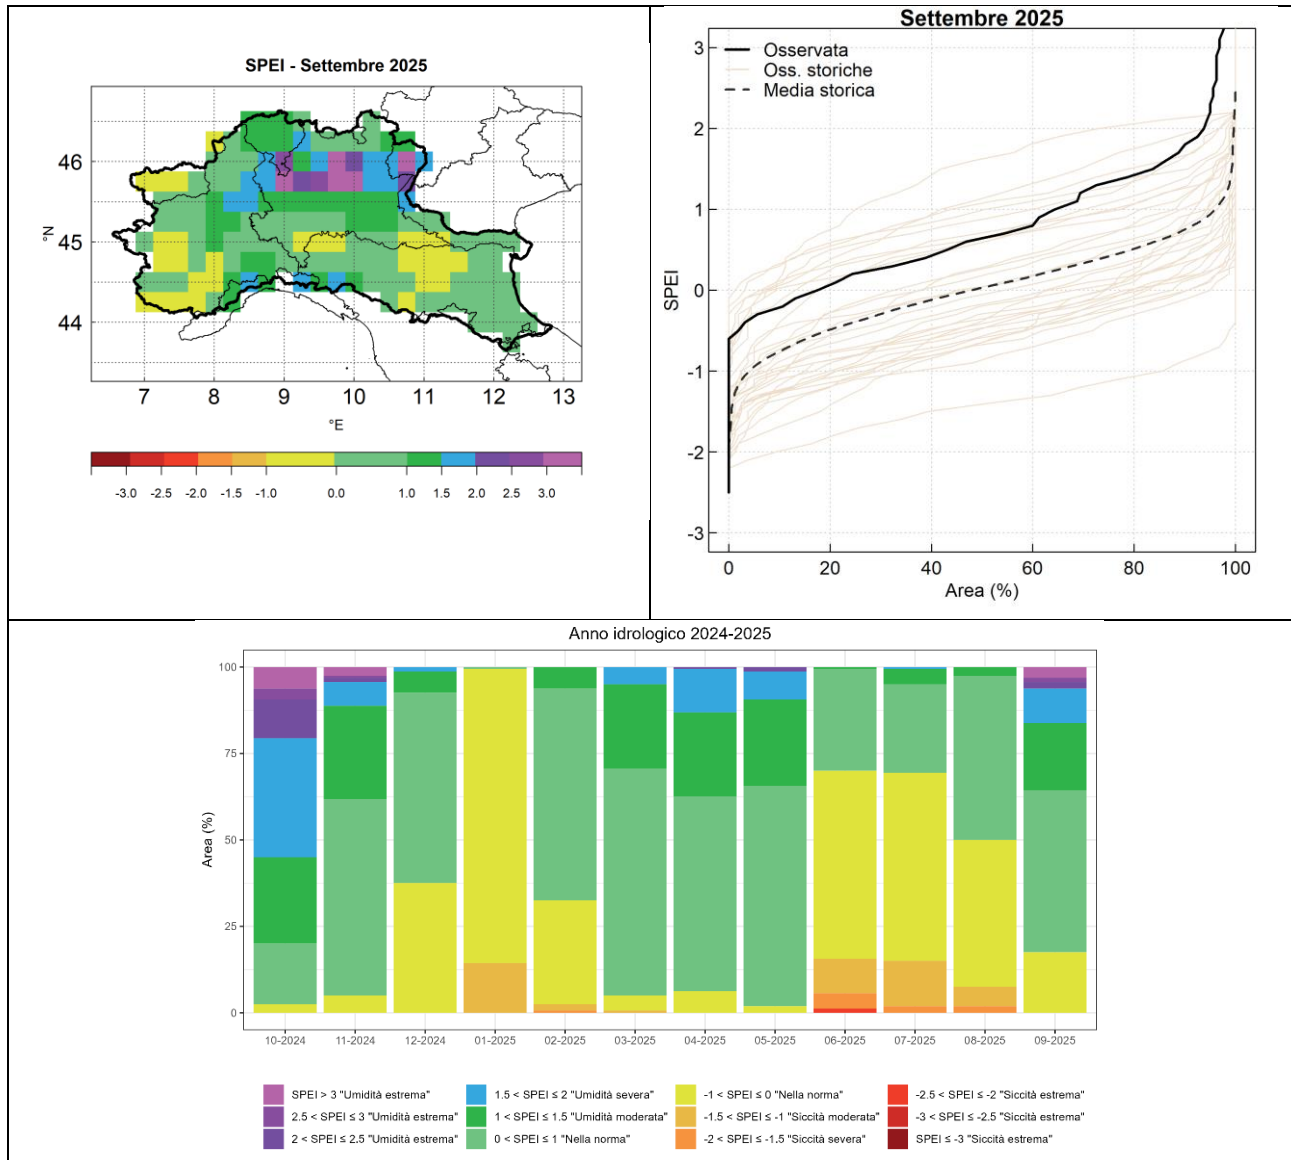 SPEI - Settembre 2025
46
45
44
°N
7 8 9 10 11 12 13
°E
-3.0 -2.5 -2.0 -1.5 -1.0 0.0 1.0 1.5 2.0 2.5 3.0
Settembre 2025
Osservata
Oss. storiche
Media storica
3
2
1
0
-1
-2
-3
SPEI
0 20 40 60 80 100
Area (%)
Anno idrologico 2024-2025
100
75
50
25
0
Area (%)
10-2024 11-2024 12-2024 01-2025 02-2025 03-2025 04-2025 05-2025 06-2025 07-2025 08-2025 09-2025
SPEI > 3 "Umidità estrema"
2.5 < SPEI ≤ 3 "Umidità estrema"
2 < SPEI ≤ 2.5 "Umidità estrema"
1.5 < SPEI ≤ 2 "Umidità severa"
1 < SPEI ≤ 1.5 "Umidità moderata"
0 < SPEI ≤ 1 "Nella norma"
-1 < SPEI ≤ 0 "Nella norma"
-1.5 < SPEI ≤ -1 "Siccità moderata"
-2 < SPEI ≤ -1.5 "Siccità severa"
-2.5 < SPEI ≤ -2 "Siccità estrema"
-3 < SPEI ≤ -2.5 "Siccità estrema"
SPEI ≤ -3 "Siccità estrema"